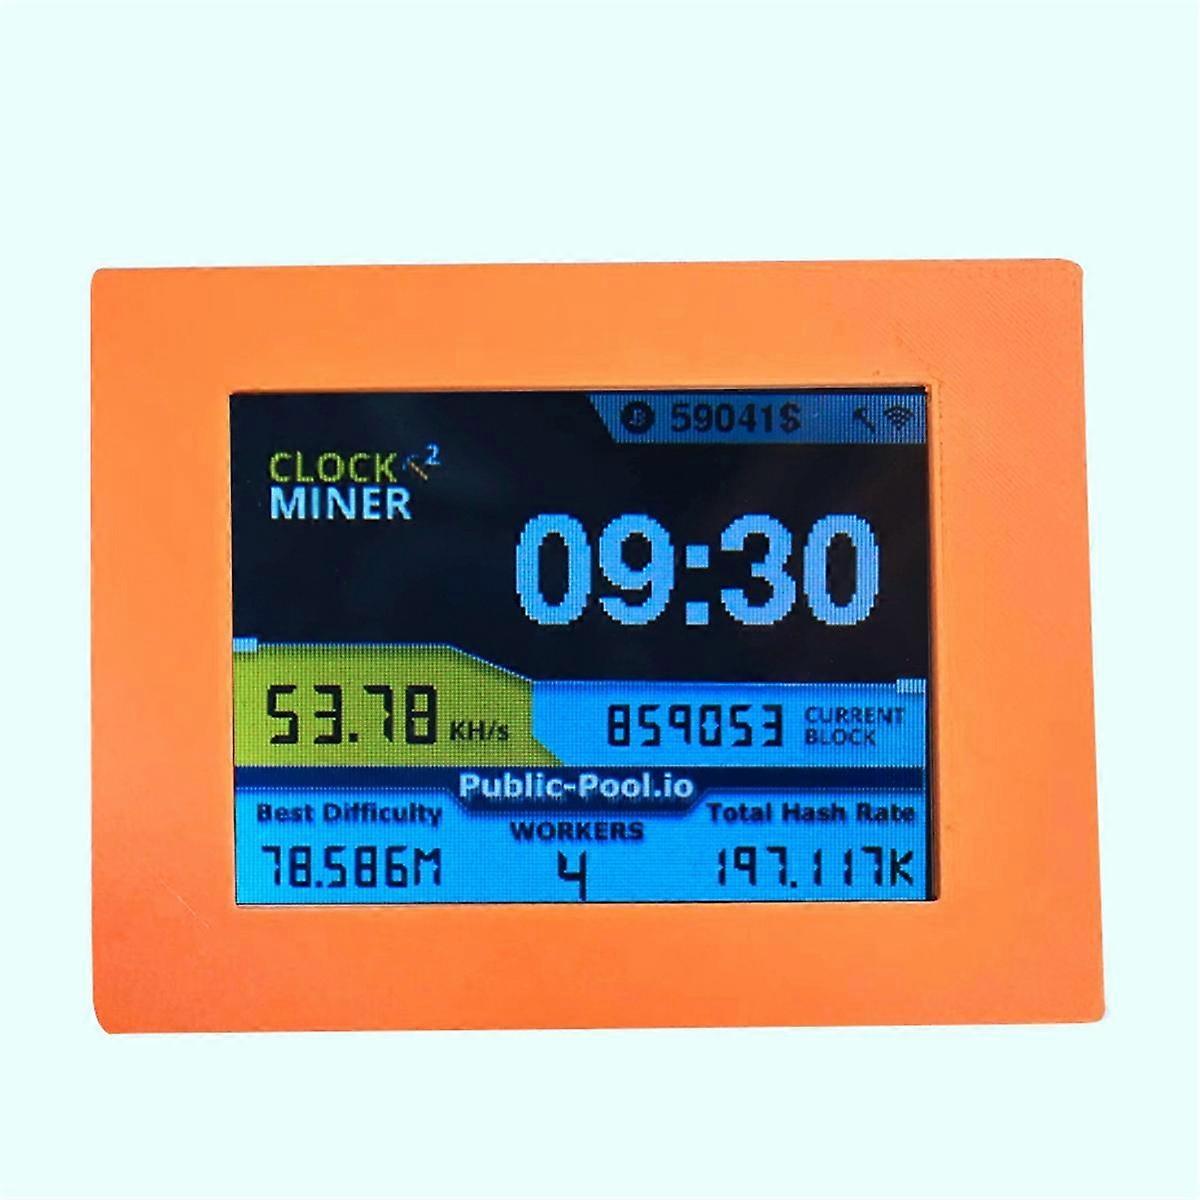 59041$
CLOCK 2
MINER
09:30
53.78 KH/s
859053 CURRENT BLOCK
Public-Pool.io
Best Difficulty
WORKERS
Total Hash Rate
78.586M
4
197.117K